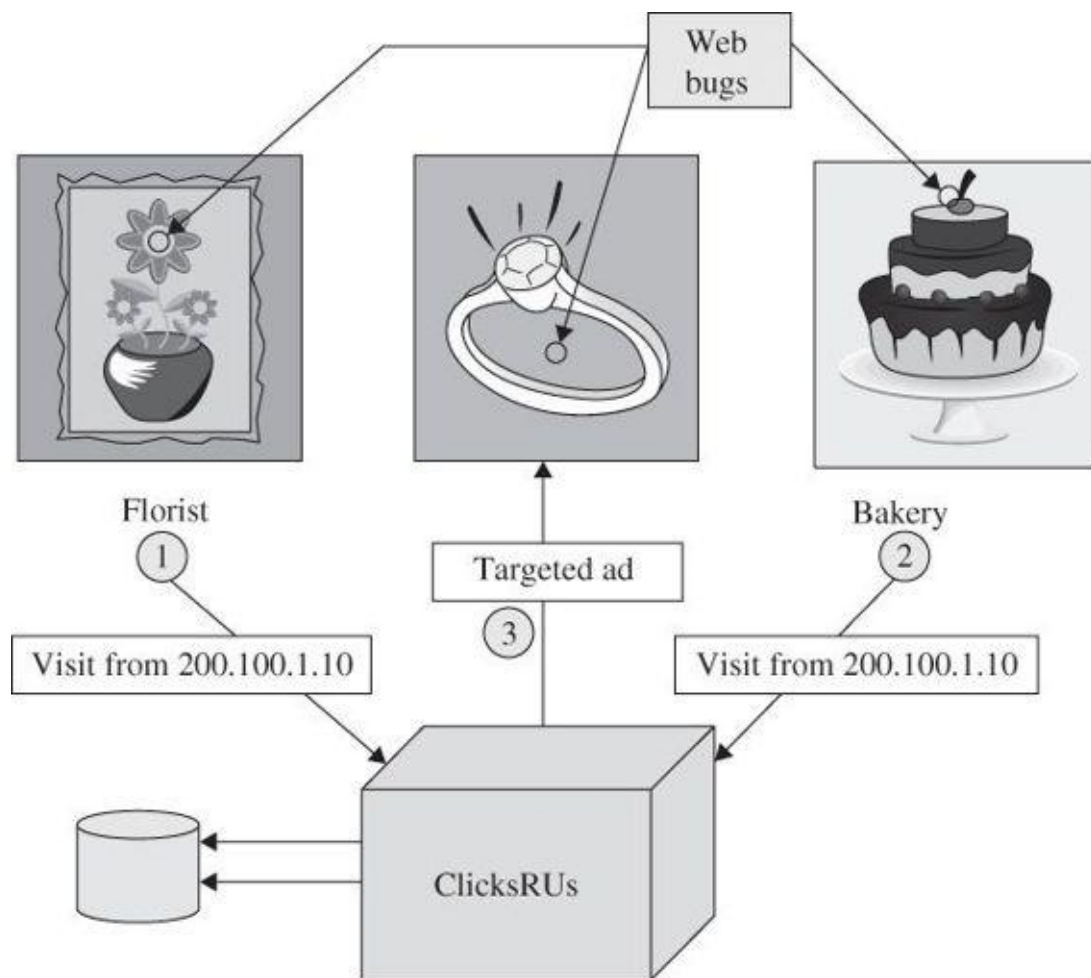 Web
bugs
Florist
Bakery
1
2
Targeted ad
3
Visit from 200.100.1.10
Visit from 200.100.1.10
ClicksRUs